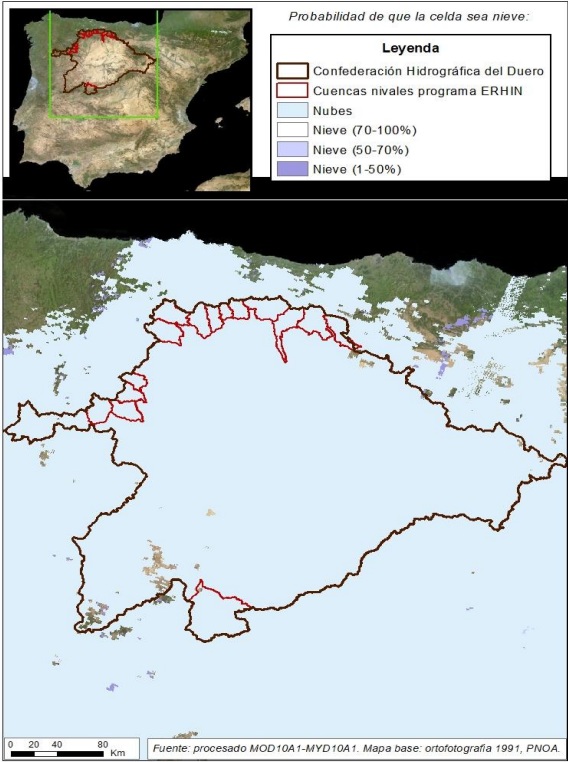 Probabilidad de que la celda sea nieve:
Leyenda
Confederación Hidrográfica del Duero
Cuencas nivales programa ERHIN
Nubes
Nieve (70-100%)
Nieve (50-70%)
Nieve (1-50%)
0 20 40 80
Km
Fuente: procesado MOD10A1-MYD10A1. Mapa base: ortofotografia 1991, PNOA.